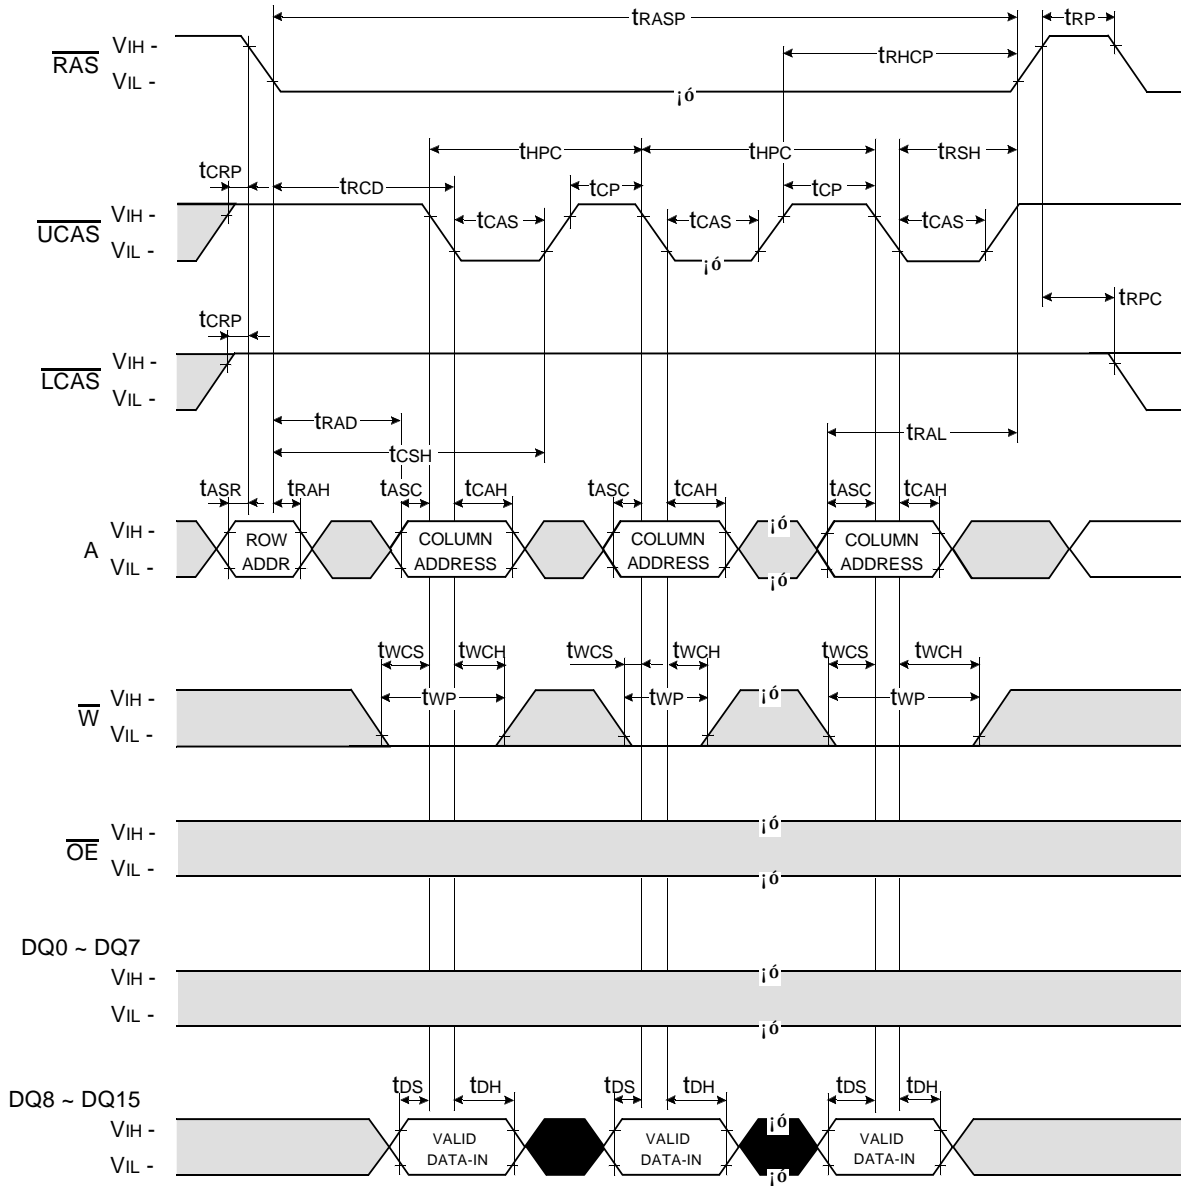 tRASP
tRP
tRHCP
RAS
VIH -
VIL -
¡ó
tHPC
tHPC
tRSH
tCRP
tRCD
tCP
tCP
UCAS
VIH -
VIL -
tCAS
tCAS
tCAS
¡ó
tRPC
tCRP
LCAS
VIH -
VIL -
tRAD
tCSH
tRAL
tASR
tRAH
tASC
tCAH
tASC
tCAH
tASC
tCAH
A
VIH -
VIL -
ROW
ADDR
COLUMN
ADDRESS
COLUMN
ADDRESS
¡ó
¡ó
COLUMN
ADDRESS
tWCS
tWCH
tWCS
tWCH
tWCS
tWCH
W
VIH -
VIL -
tWP
tWP
¡ó
tWP
OE
VIH -
VIL -
¡ó
¡ó
DQ0 ~ DQ7
VIH -
VIL -
¡ó
¡ó
tDS
tDH
tDS
tDH
tDS
tDH
DQ8 ~ DQ15
VIH -
VIL -
VALID
DATA-IN
VALID
DATA-IN
¡ó
¡ó
VALID
DATA-IN